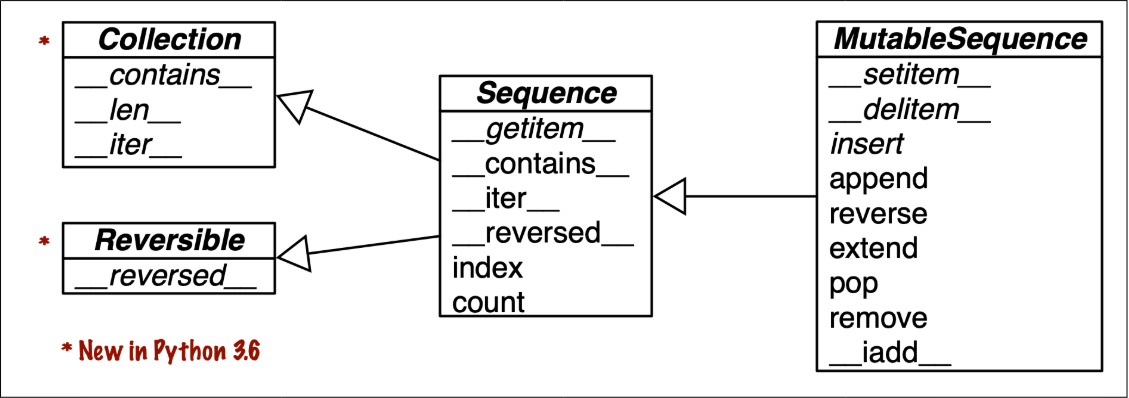 *
Collection
__contains__
__len__
__iter__
*
Reversible
__reversed__
* New in Python 3.6
Sequence
__getitem__
__contains__
__iter__
__reversed__
index
count
MutableSequence
__setitem__
__delitem__
insert
append
reverse
extend
pop
remove
__iadd__